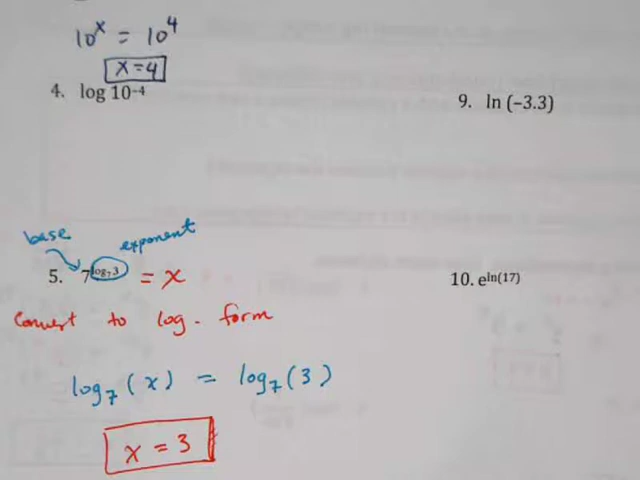 10^x = 10^4
x = 4
4. log 10^−4
9. ln (−3.3)
base
exponent
5. 7^log₇3 = x
10. e^ln(17)
convert to log. form
log₇(x) = log₇(3)
x = 3